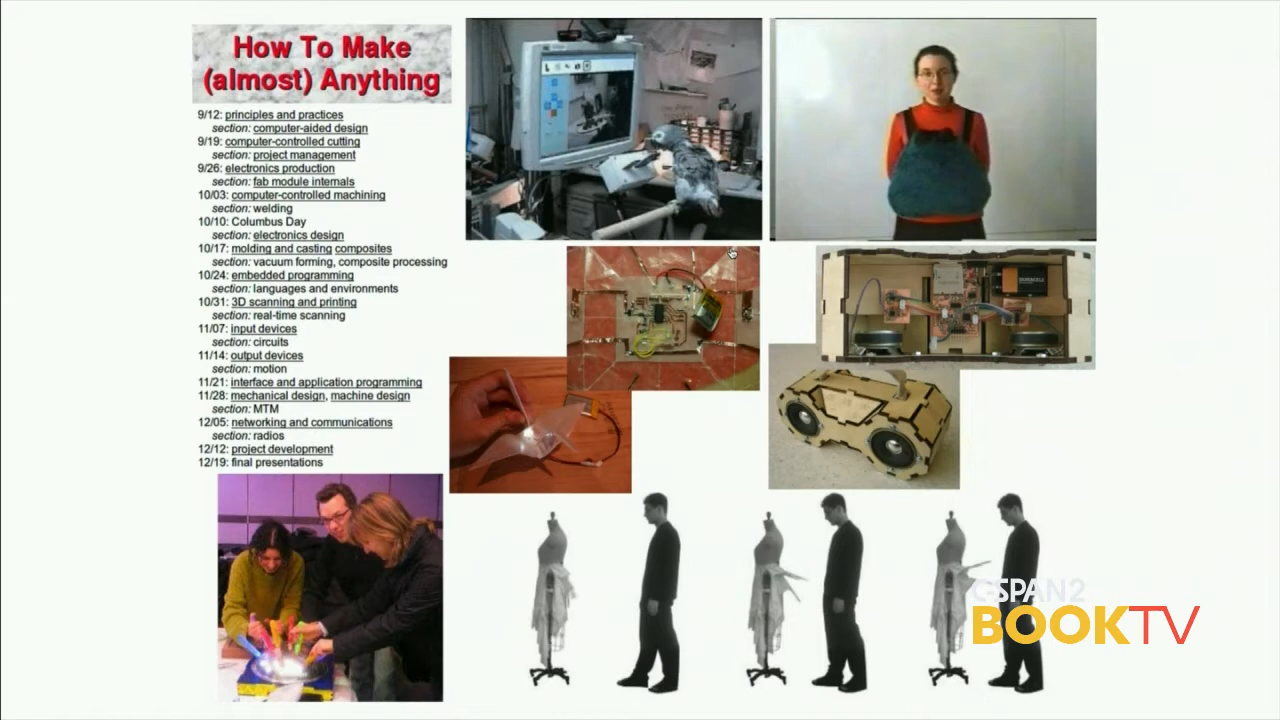 How To Make
(almost) Anything
9/12: principles and practices
section: computer-aided design
9/19: computer-controlled cutting
section: project management
9/26: electronics production
section: fab module internals
10/03: computer-controlled machining
section: welding
10/10: Columbus Day
section: electronics design
10/17: molding and casting composites
section: vacuum forming, composite processing
10/24: embedded programming
section: languages and environments
10/31: 3D scanning and printing
section: real-time scanning
11/07: input devices
section: circuits
11/14: output devices
section: motion
11/21: interface and application programming
11/28: mechanical design, machine design
section: MTM
12/05: networking and communications
section: radios
12/12: project development
12/19: final presentations
DURACELL
C-SPAN2
BOOKTV